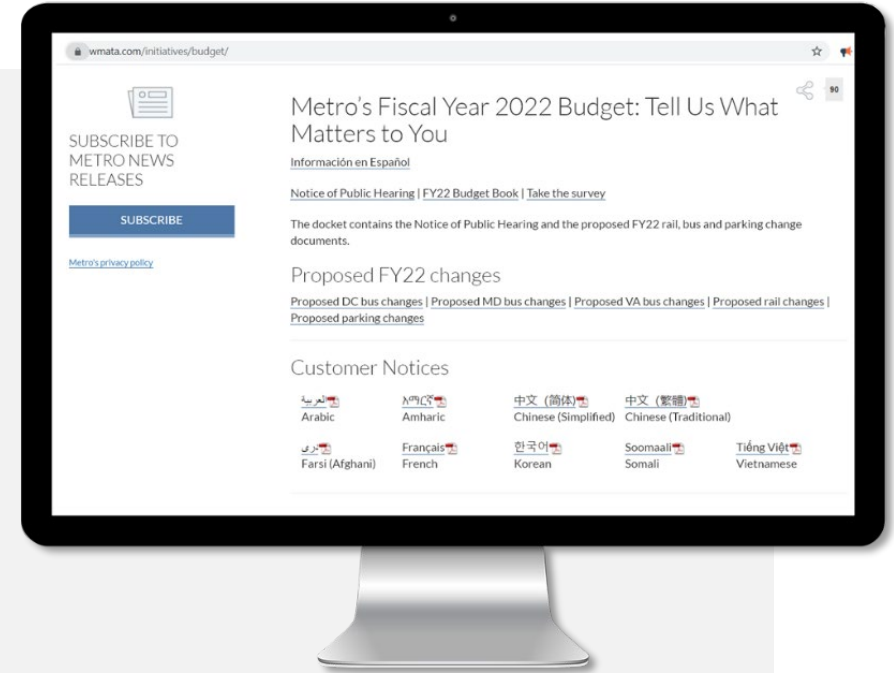 wmata.com/initiatives/budget/
90
SUBSCRIBE TO
METRO NEWS
RELEASES
SUBSCRIBE
Metro's privacy policy
Metro's Fiscal Year 2022 Budget: Tell Us What
Matters to You
Información en Español
Notice of Public Hearing | FY22 Budget Book | Take the survey
The docket contains the Notice of Public Hearing and the proposed FY22 rail, bus and parking change
documents.
Proposed FY22 changes
Proposed DC bus changes | Proposed MD bus changes | Proposed VA bus changes | Proposed rail changes |
Proposed parking changes
Customer Notices
العربية አማርኛ 中文 (简体) 中文 (繁體)
Arabic Amharic Chinese (Simplified) Chinese (Traditional)
دری Français 한국어 Soomaali Tiếng Việt
Farsi (Afghani) French Korean Somali Vietnamese